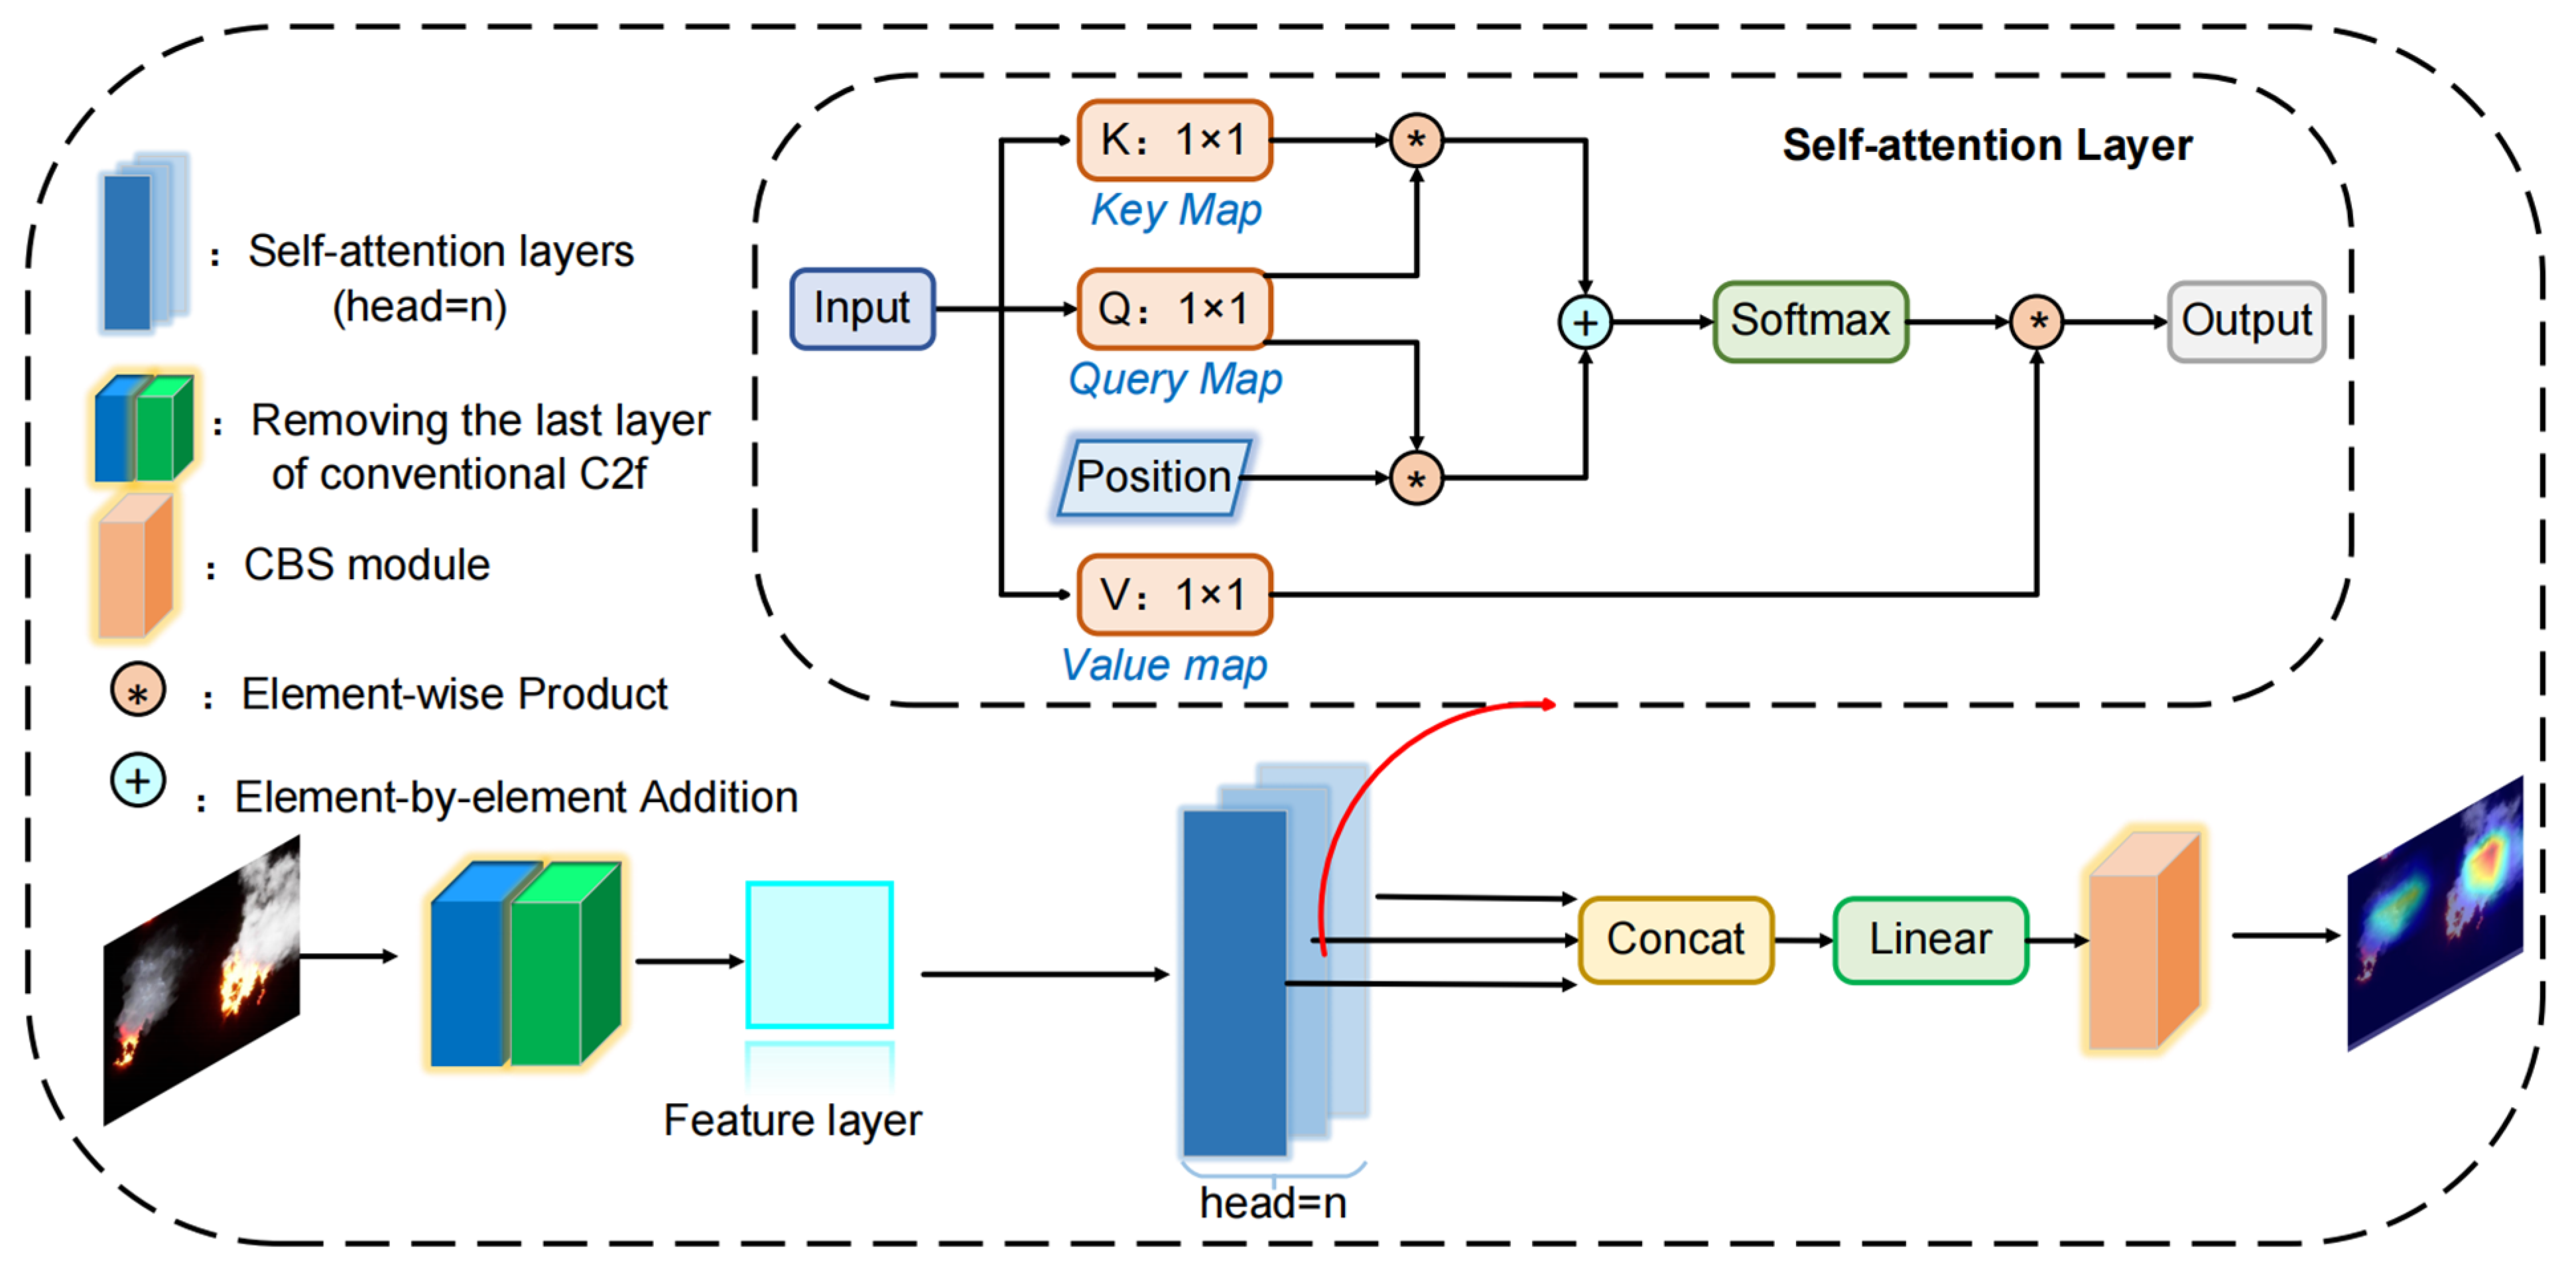 Self-attention Layer
K： 1×1
*
Key Map
Input
Q： 1×1
+
Softmax
*
Output
Query Map
Position
*
V： 1×1
Value map
： Self-attention layers
(head=n)
： Removing the last layer
of conventional C2f
： CBS module
* ： Element-wise Product
+ ： Element-by-element Addition
Feature layer
head=n
Concat
Linear